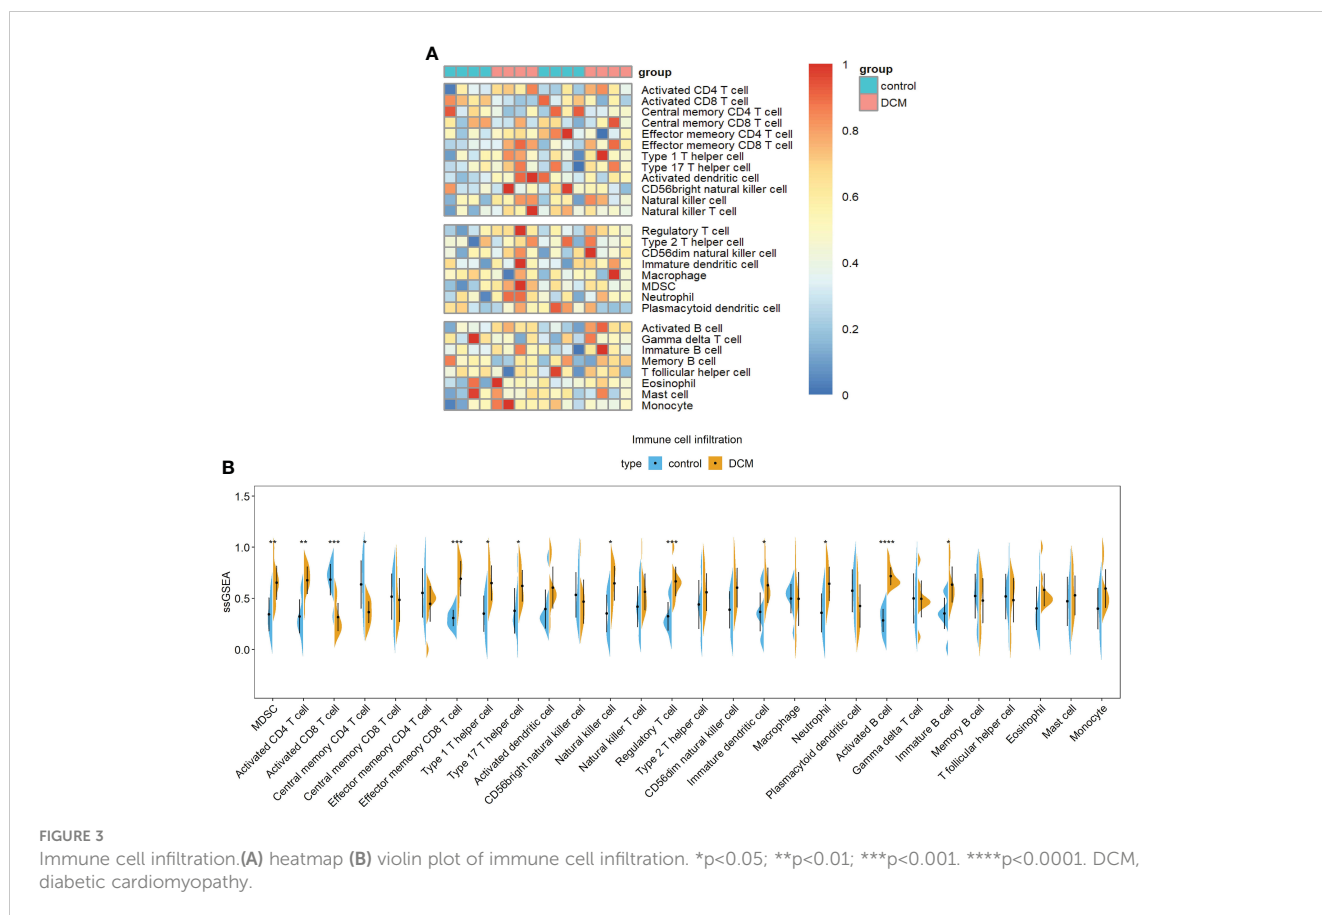 A
group
Activated CD4 T cell
Activated CD8 T cell
Central memory CD4 T cell
Central memory CD8 T cell
Effector memeory CD4 T cell
Effector memeory CD8 T cell
Type 1 T helper cell
Type 17 T helper cell
Activated dendritic cell
CD56bright natural killer cell
Natural killer cell
Natural killer T cell
Regulatory T cell
Type 2 T helper cell
CD56dim natural killer cell
Immature dendritic cell
Macrophage
MDSC
Neutrophil
Plasmacytoid dendritic cell
Activated B cell
Gamma delta T cell
Immature B cell
Memory B cell
T follicular helper cell
Eosinophil
Mast cell
Monocyte
1
0.8
0.6
0.4
0.2
0
group
control
DCM
Immune cell infiltration
type control DCM
B
ssGSEA
1.5
1.0
0.5
0.0
** ** *** * *** * * * *** * * **** *
MDSC
Activated CD4 T cell
Activated CD8 T cell
Central memory CD4 T cell
Central memory CD8 T cell
Effector memeory CD4 T cell
Effector memeory CD8 T cell
Type 1 T helper cell
Type 17 T helper cell
Activated dendritic cell
CD56bright natural killer cell
Natural killer cell
Natural killer T cell
Regulatory T cell
Type 2 T helper cell
CD56dim natural killer cell
Immature dendritic cell
Macrophage
Neutrophil
Plasmacytoid dendritic cell
Activated B cell
Gamma delta T cell
Immature B cell
Memory B cell
T follicular helper cell
Eosinophil
Mast cell
Monocyte
FIGURE 3
Immune cell infiltration.(A) heatmap (B) violin plot of immune cell infiltration. *p<0.05; **p<0.01; ***p<0.001. ****p<0.0001. DCM,
diabetic cardiomyopathy.